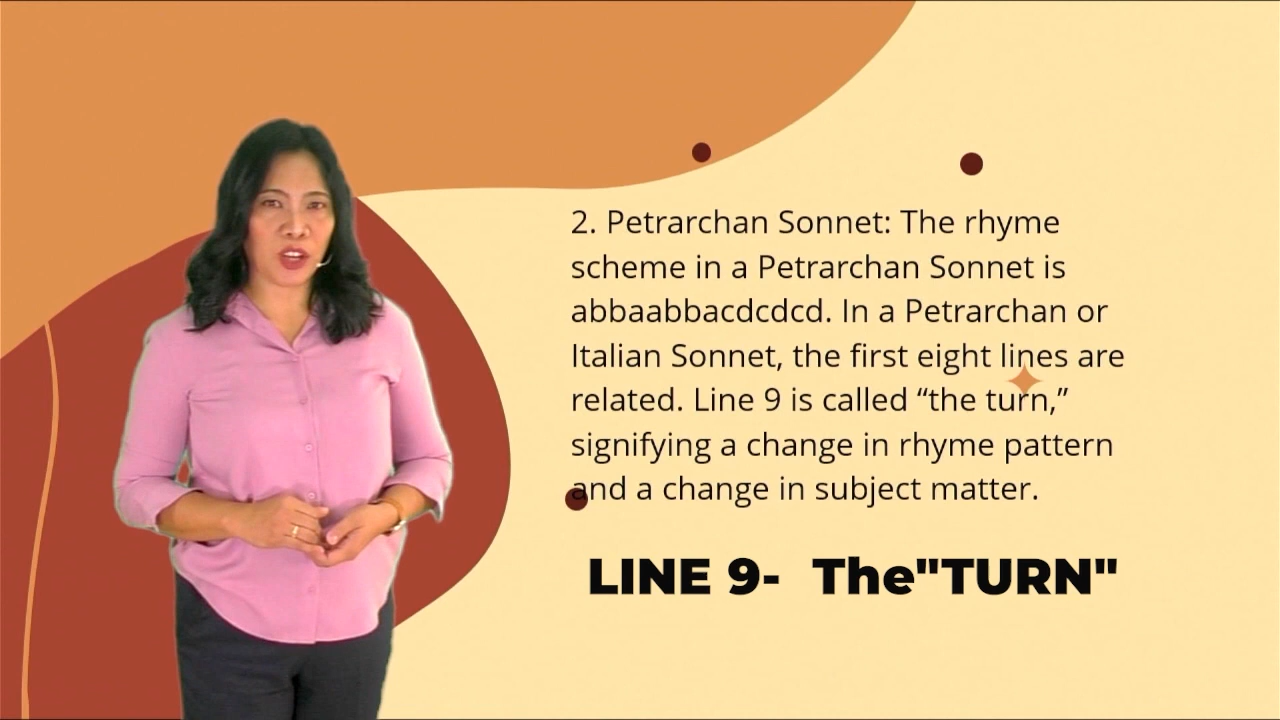 2. Petrarchan Sonnet: The rhyme
scheme in a Petrarchan Sonnet is
abbaabbacdcdcd. In a Petrarchan or
Italian Sonnet, the first eight lines are
related. Line 9 is called “the turn,”
signifying a change in rhyme pattern
and a change in subject matter.
LINE 9-  The"TURN"